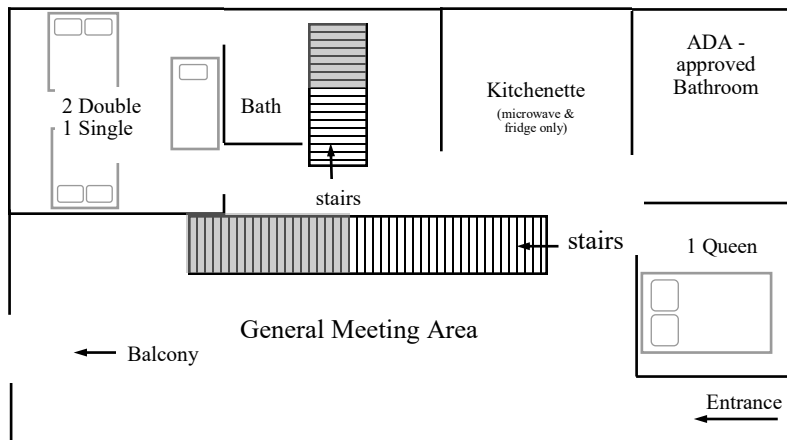 ADA -
approved
Bathroom
Kitchenette
(microwave &
fridge only)
2 Double
1 Single
Bath
stairs
stairs
1 Queen
General Meeting Area
Balcony
Entrance